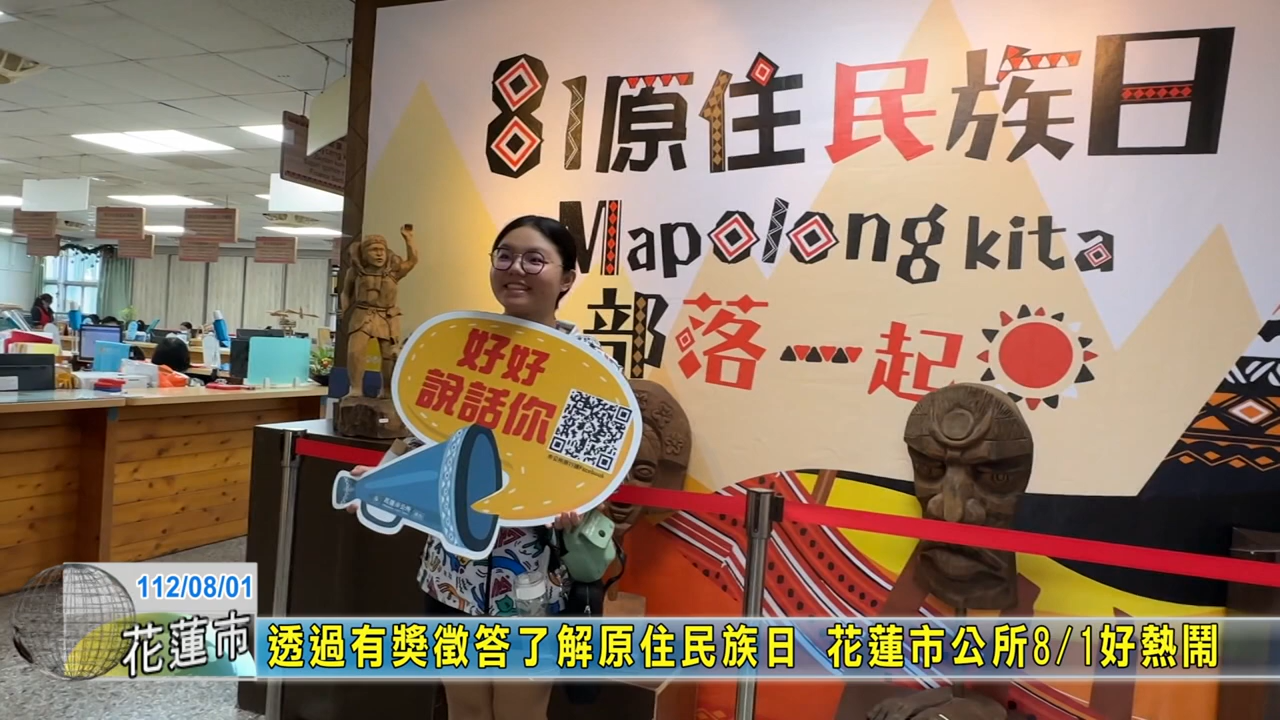 81原住民族日
Mapolong kita
部落一起
好好
說話你
112/08/01
花蓮市
透過有獎徵答了解原住民族日 花蓮市公所8/1好熱鬧